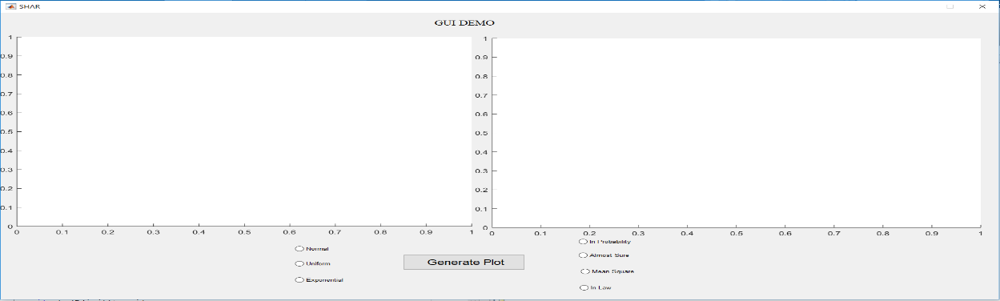 SHAR
GUI DEMO
1
0.9
0.8
0.7
0.6
0.5
0.4
0.3
0.2
0.1
0
0 0.1 0.2 0.3 0.4 0.5 0.6 0.7 0.8 0.9 1
1
0.9
0.8
0.7
0.6
0.5
0.4
0.3
0.2
0.1
0
0 0.1 0.2 0.3 0.4 0.5 0.6 0.7 0.8 0.9 1
Normal
Uniform
Exponential
Generate Plot
In Probability
Almost Sure
Mean Square
In Law